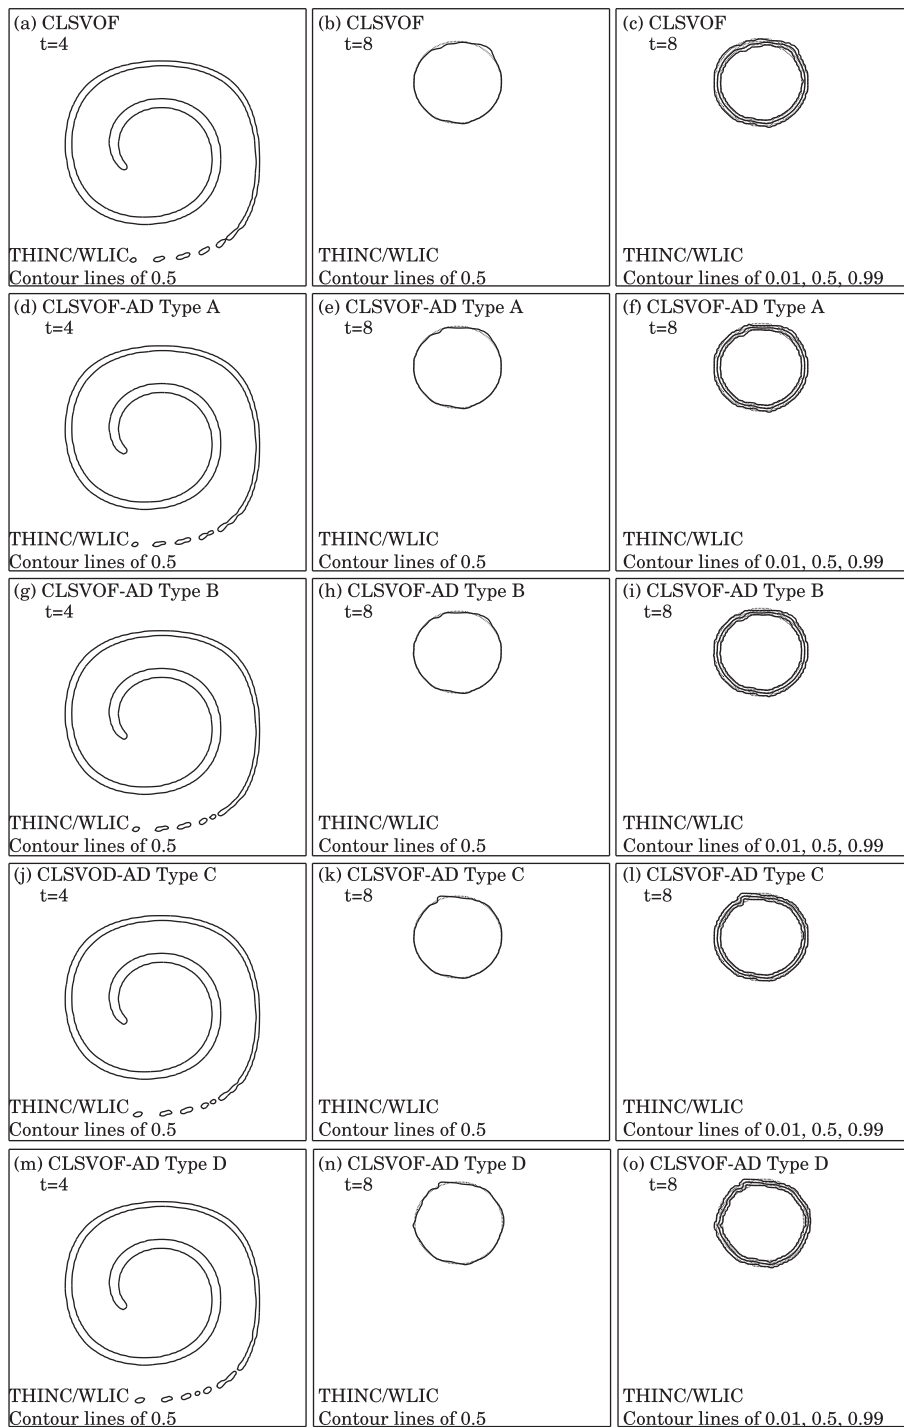 (a) CLSVOF
t=4
THINC/WLIC
Contour lines of 0.5
(b) CLSVOF
t=8
THINC/WLIC
Contour lines of 0.5
(c) CLSVOF
t=8
THINC/WLIC
Contour lines of 0.01, 0.5, 0.99
(d) CLSVOF-AD Type A
t=4
THINC/WLIC
Contour lines of 0.5
(e) CLSVOF-AD Type A
t=8
THINC/WLIC
Contour lines of 0.5
(f) CLSVOF-AD Type A
t=8
THINC/WLIC
Contour lines of 0.01, 0.5, 0.99
(g) CLSVOF-AD Type B
t=4
THINC/WLIC
Contour lines of 0.5
(h) CLSVOF-AD Type B
t=8
THINC/WLIC
Contour lines of 0.5
(i) CLSVOF-AD Type B
t=8
THINC/WLIC
Contour lines of 0.01, 0.5, 0.99
(j) CLSVOD-AD Type C
t=4
THINC/WLIC
Contour lines of 0.5
(k) CLSVOF-AD Type C
t=8
THINC/WLIC
Contour lines of 0.5
(l) CLSVOF-AD Type C
t=8
THINC/WLIC
Contour lines of 0.01, 0.5, 0.99
(m) CLSVOF-AD Type D
t=4
THINC/WLIC
Contour lines of 0.5
(n) CLSVOF-AD Type D
t=8
THINC/WLIC
Contour lines of 0.5
(o) CLSVOF-AD Type D
t=8
THINC/WLIC
Contour lines of 0.01, 0.5, 0.99